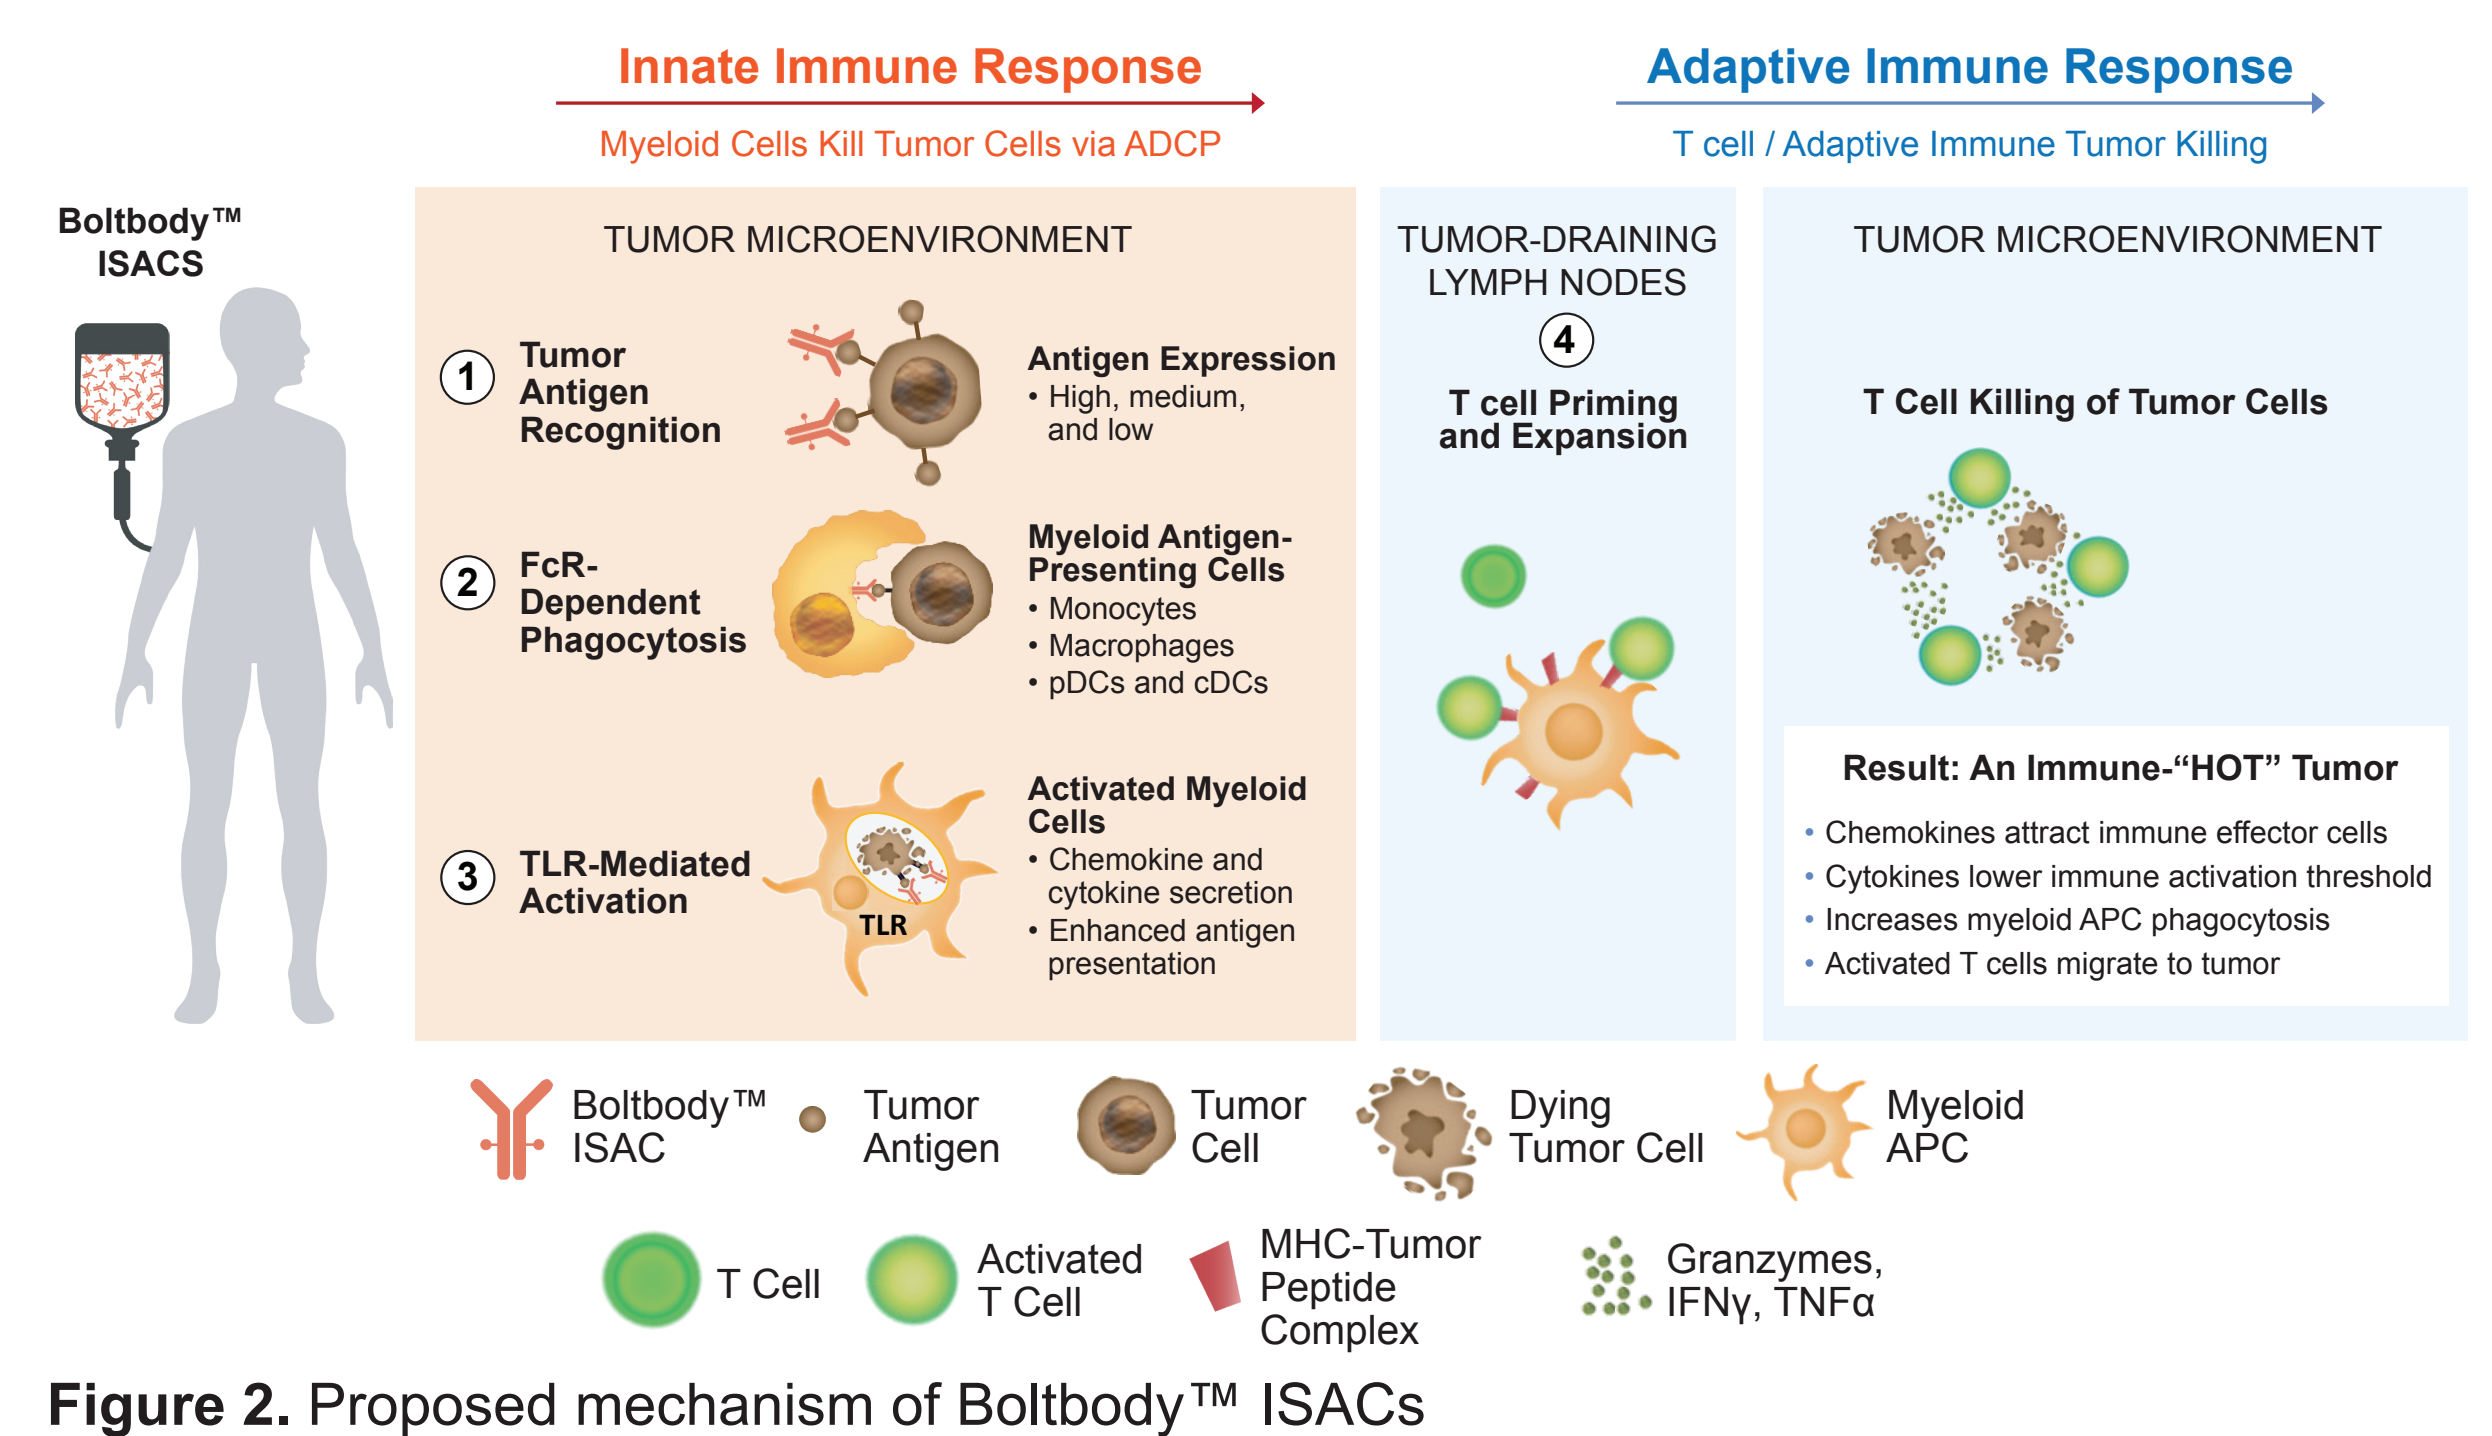 Innate Immune Response
Myeloid Cells Kill Tumor Cells via ADCP
Adaptive Immune Response
T cell / Adaptive Immune Tumor Killing
Boltbody™
ISACS
TUMOR MICROENVIRONMENT
1
Tumor
Antigen
Recognition
Antigen Expression
• High, medium,
and low
2
FcR-
Dependent
Phagocytosis
Myeloid Antigen-
Presenting Cells
• Monocytes
• Macrophages
• pDCs and cDCs
3
TLR-Mediated
Activation
TLR
Activated Myeloid
Cells
• Chemokine and
cytokine secretion
• Enhanced antigen
presentation
TUMOR-DRAINING
LYMPH NODES
4
T cell Priming
and Expansion
TUMOR MICROENVIRONMENT
T Cell Killing of Tumor Cells
Result: An Immune-“HOT” Tumor
• Chemokines attract immune effector cells
• Cytokines lower immune activation threshold
• Increases myeloid APC phagocytosis
• Activated T cells migrate to tumor
Boltbody™
ISAC
Tumor
Antigen
Tumor
Cell
Dying
Tumor Cell
Myeloid
APC
T Cell
Activated
T Cell
MHC-Tumor
Peptide
Complex
Granzymes,
IFNγ, TNFα
Figure 2. Proposed mechanism of Boltbody™ ISACs